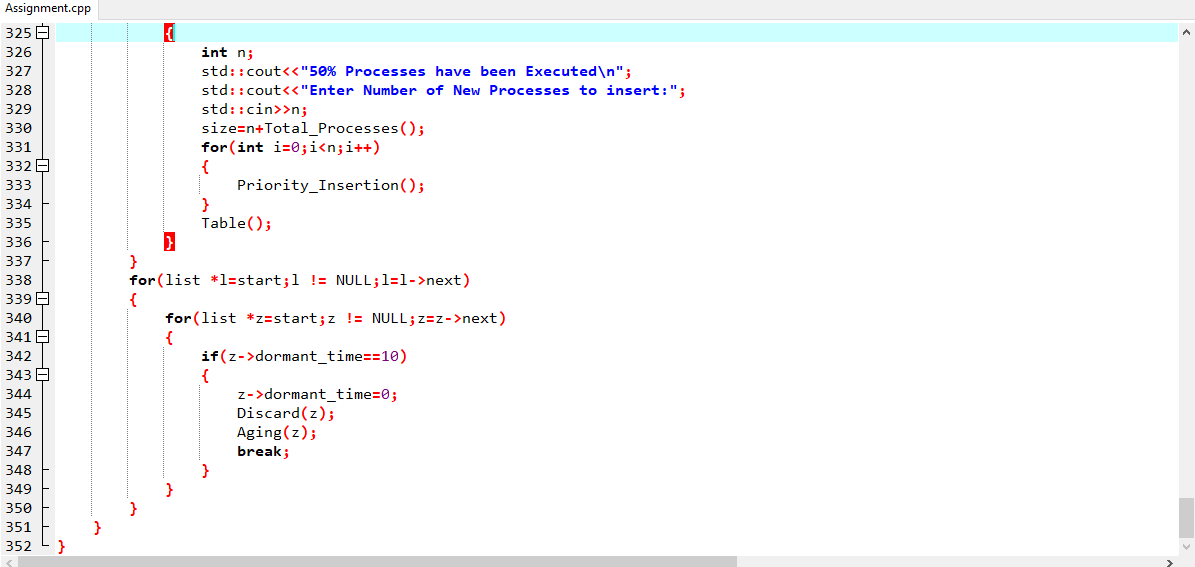 Assignment.cpp
325 {
326 int n;
327 std::cout<<"50% Processes have been Executed\n";
328 std::cout<<"Enter Number of New Processes to insert:";
329 std::cin>>n;
330 size=n+Total_Processes();
331 for(int i=0;i<n;i++)
332 {
333 Priority_Insertion();
334 }
335 Table();
336 }
337 }
338 for(list *l=start;l != NULL;l=l->next)
339 {
340 for(list *z=start;z != NULL;z=z->next)
341 {
342 if(z->dormant_time==10)
343 {
344 z->dormant_time=0;
345 Discard(z);
346 Aging(z);
347 break;
348 }
349 }
350 }
351 }
352 }